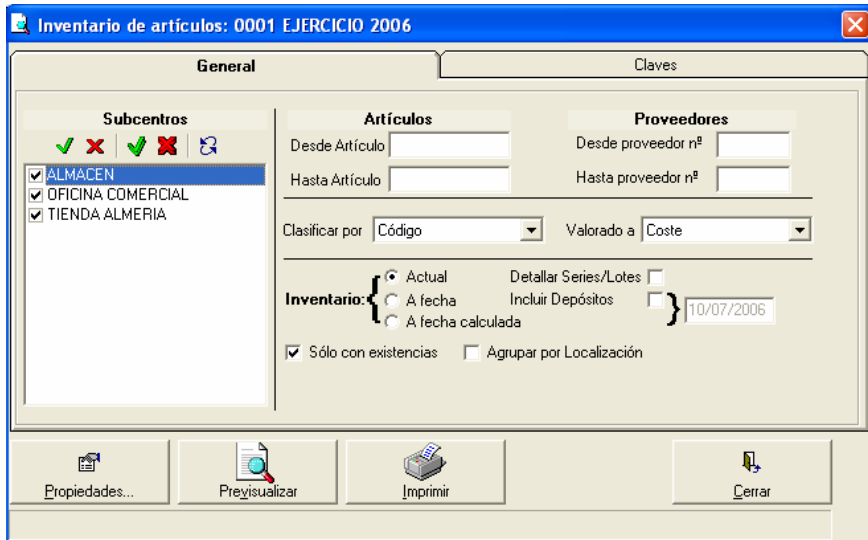 Inventario de artículos: 0001 EJERCICIO 2006
General
Claves
Subcentros
ALMACEN
OFICINA COMERCIAL
TIENDA ALMERIA
Artículos
Desde Artículo
Hasta Artículo
Proveedores
Desde proveedor nº
Hasta proveedor nº
Clasificar por Código
Valorado a Coste
Inventario:
Actual
A fecha
A fecha calculada
Detallar Series/Lotes
Incluir Depósitos
10/07/2006
Sólo con existencias
Agrupar por Localización
Propiedades...
Previsualizar
Imprimir
Cerrar